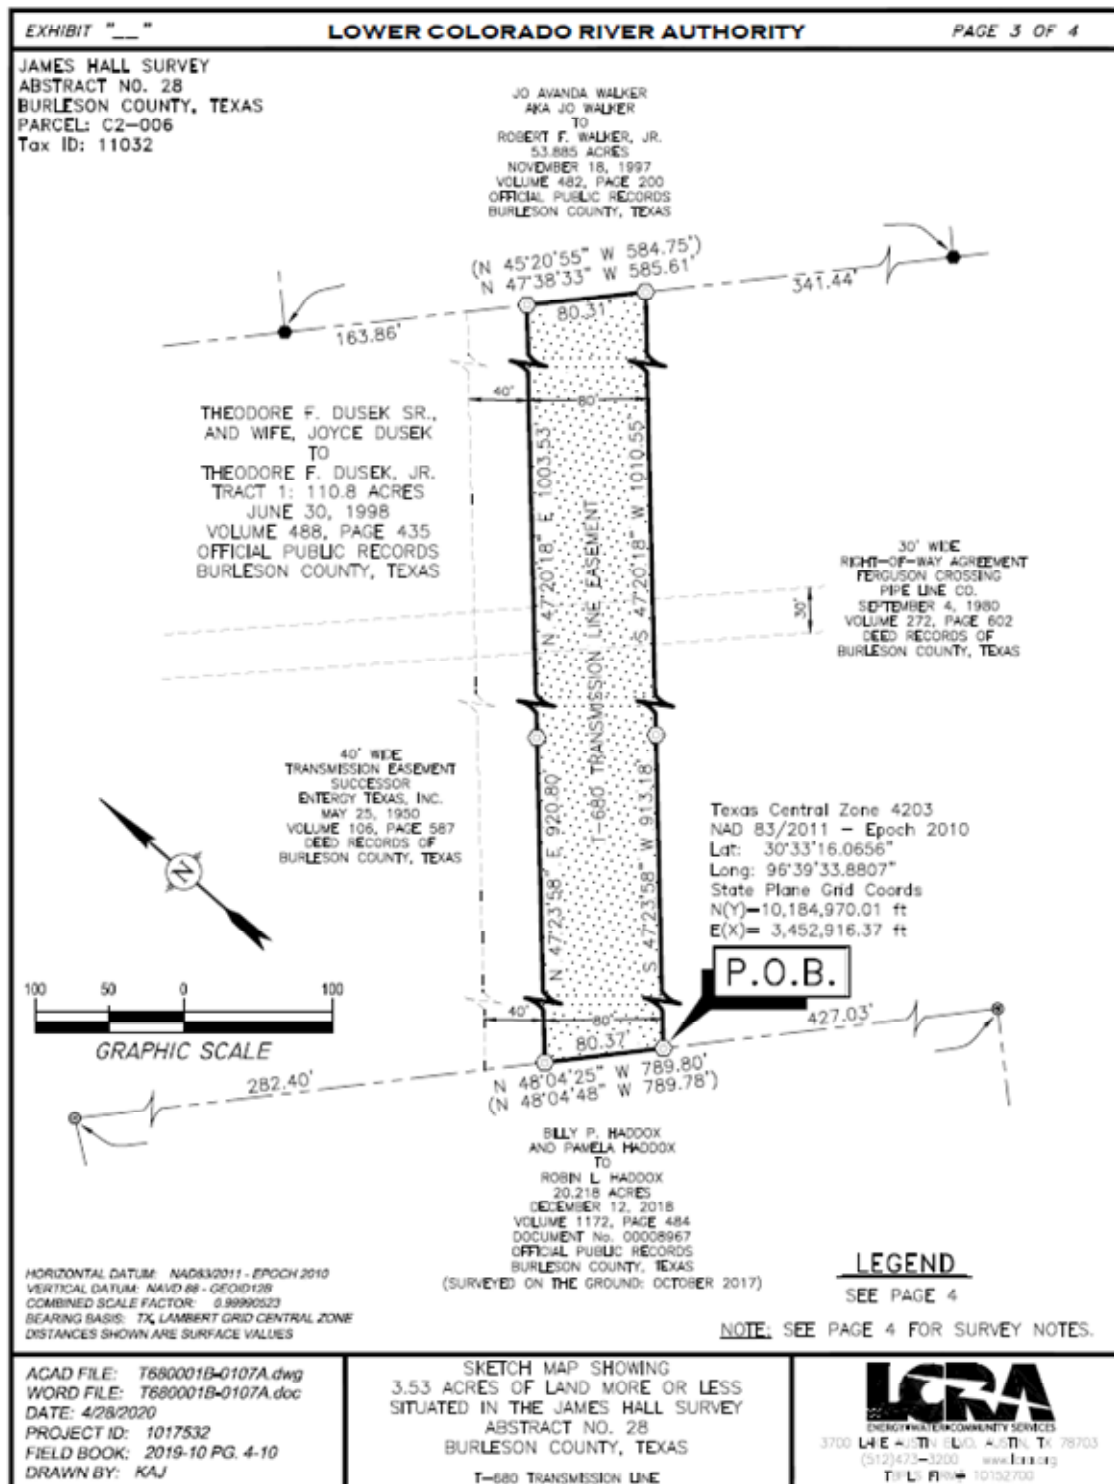 EXHIBIT "__"
LOWER COLORADO RIVER AUTHORITY
PAGE 3 OF 4
JAMES HALL SURVEY
ABSTRACT NO. 28
BURLESON COUNTY, TEXAS
PARCEL: C2-006
Tax ID: 11032
JO AVANDA WALKER
AKA JO WALKER
TO
ROBERT F. WALKER, JR.
53.885 ACRES
NOVEMBER 18, 1997
VOLUME 482, PAGE 200
OFFICIAL PUBLIC RECORDS
BURLESON COUNTY, TEXAS
(N 45°20'55" W 584.75')
N 47°38'33" W 585.61'
341.44'
80.31'
163.86'
40'
80'
THEODORE F. DUSEK SR.,
AND WIFE, JOYCE DUSEK
TO
THEODORE F. DUSEK, JR.
TRACT 1: 110.8 ACRES
JUNE 30, 1998
VOLUME 488, PAGE 435
OFFICIAL PUBLIC RECORDS
BURLESON COUNTY, TEXAS
N 47°20'18" E 1003.53'
T-680 TRANSMISSION LINE EASEMENT
S 47°20'18" W 1010.55'
30'
30' WIDE
RIGHT-OF-WAY AGREEMENT
FERGUSON CROSSING
PIPE LINE CO.
SEPTEMBER 4, 1980
VOLUME 272, PAGE 602
DEED RECORDS OF
BURLESON COUNTY, TEXAS
40' WIDE
TRANSMISSION EASEMENT
SUCCESSOR
ENTERGY TEXAS, INC.
MAY 25, 1950
VOLUME 106, PAGE 587
DEED RECORDS OF
BURLESON COUNTY, TEXAS
N 47°23'58" E 920.80'
S 47°23'58" W 913.18'
Texas Central Zone 4203
NAD 83/2011 - Epoch 2010
Lat: 30°33'16.0656"
Long: 96°39'33.8807"
State Plane Grid Coords
N(Y)=10,184,970.01 ft
E(X)= 3,452,916.37 ft
N
P.O.B.
100 50 0 100
GRAPHIC SCALE
40'
80'
80.37'
427.03'
282.40'
N 48°04'25" W 789.80'
(N 48°04'48" W 789.78')
BILLY P. HADDOX
AND PAMELA HADDOX
TO
ROBIN L HADDOX
20.218 ACRES
DECEMBER 12, 2018
VOLUME 1172, PAGE 484
DOCUMENT No. 00008967
OFFICIAL PUBLIC RECORDS
BURLESON COUNTY, TEXAS
(SURVEYED ON THE GROUND: OCTOBER 2017)
LEGEND
SEE PAGE 4
NOTE: SEE PAGE 4 FOR SURVEY NOTES.
HORIZONTAL DATUM: NAD83/2011 - EPOCH 2010
VERTICAL DATUM: NAVD 88 - GEOID12B
COMBINED SCALE FACTOR: 0.99990523
BEARING BASIS: TX, LAMBERT GRID CENTRAL ZONE
DISTANCES SHOWN ARE SURFACE VALUES
ACAD FILE: T680001B-0107A.dwg
WORD FILE: T680001B-0107A.doc
DATE: 4/28/2020
PROJECT ID: 1017532
FIELD BOOK: 2019-10 PG. 4-10
DRAWN BY: KAJ
SKETCH MAP SHOWING
3.53 ACRES OF LAND MORE OR LESS
SITUATED IN THE JAMES HALL SURVEY
ABSTRACT NO. 28
BURLESON COUNTY, TEXAS
T-680 TRANSMISSION LINE
LCRA
ENERGY•WATER•COMMUNITY SERVICES
3700 LAKE AUSTIN BLVD. AUSTIN, TX 78703
(512)473-3200 www.lcra.org
10152700